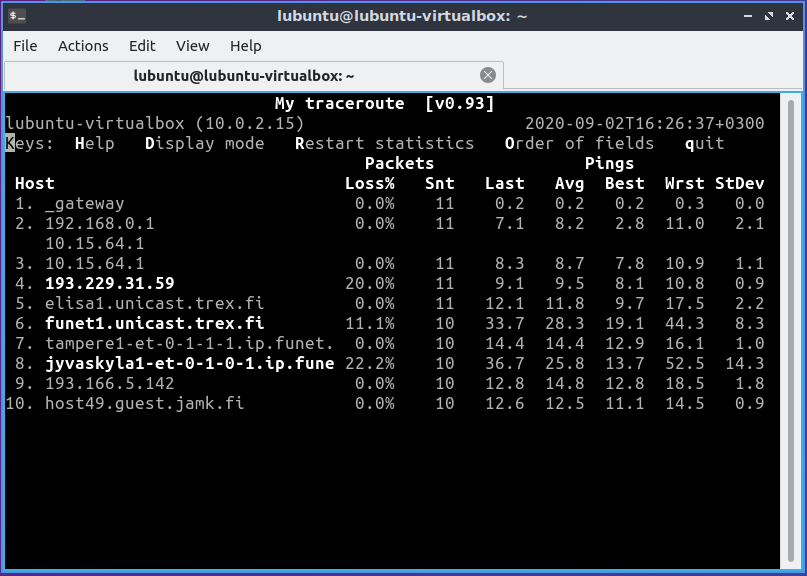 lubuntu@lubuntu-virtualbox: ~
File Actions Edit View Help
lubuntu@lubuntu-virtualbox: ~
My traceroute [v0.93]
lubuntu-virtualbox (10.0.2.15) 2020-09-02T16:26:37+0300
Keys: Help Display mode Restart statistics Order of fields quit
Packets Pings
Host Loss% Snt Last Avg Best Wrst StDev
1. _gateway 0.0% 11 0.2 0.2 0.2 0.3 0.0
2. 192.168.0.1 0.0% 11 7.1 8.2 2.8 11.0 2.1
10.15.64.1
3. 10.15.64.1 0.0% 11 8.3 8.7 7.8 10.9 1.1
4. 193.229.31.59 20.0% 11 9.1 9.5 8.1 10.8 0.9
5. elisa1.unicast.trex.fi 0.0% 11 12.1 11.8 9.7 17.5 2.2
6. funet1.unicast.trex.fi 11.1% 10 33.7 28.3 19.1 44.3 8.3
7. tampere1-et-0-1-1-1.ip.funet. 0.0% 10 14.4 14.4 12.9 16.1 1.0
8. jyvaskyla1-et-0-1-0-1.ip.fune 22.2% 10 36.7 25.8 13.7 52.5 14.3
9. 193.166.5.142 0.0% 10 12.8 14.8 12.8 18.5 1.8
10. host49.guest.jamk.fi 0.0% 10 12.6 12.5 11.1 14.5 0.9